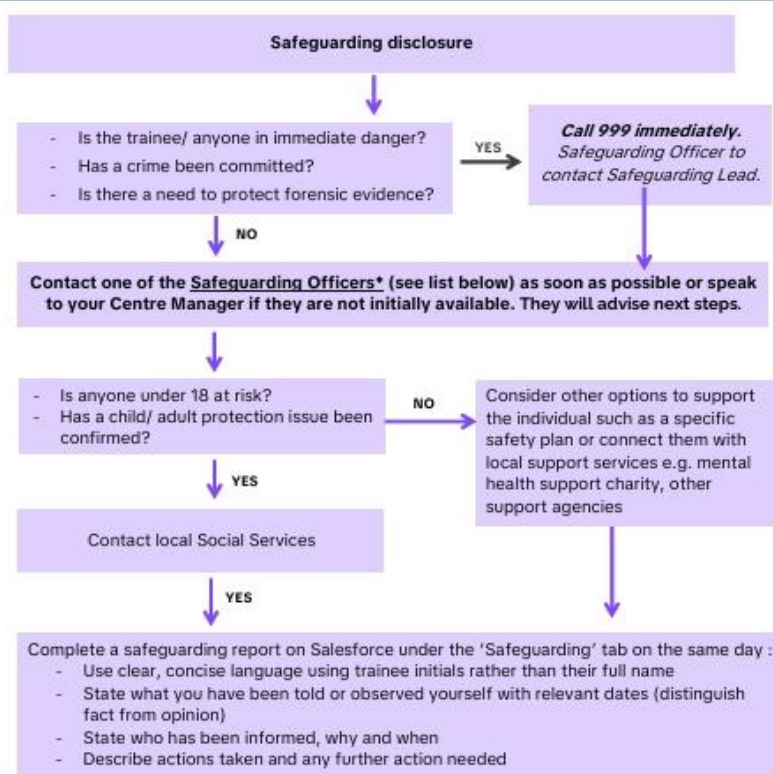 Safeguarding disclosure
- Is the trainee/ anyone in immediate danger?
- Has a crime been committed?
- Is there a need to protect forensic evidence?
YES
Call 999 immediately.
Safeguarding Officer to
contact Safeguarding Lead.
NO
Contact one of the Safeguarding Officers* (see list below) as soon as possible or speak
to your Centre Manager if they are not initially available. They will advise next steps.
- Is anyone under 18 at risk?
- Has a child/ adult protection issue been
confirmed?
NO
Consider other options to support
the individual such as a specific
safety plan or connect them with
local support services e.g. mental
health support charity, other
support agencies
YES
Contact local Social Services
YES
Complete a safeguarding report on Salesforce under the 'Safeguarding' tab on the same day :
- Use clear, concise language using trainee initials rather than their full name
- State what you have been told or observed yourself with relevant dates (distinguish
fact from opinion)
- State who has been informed, why and when
- Describe actions taken and any further action needed